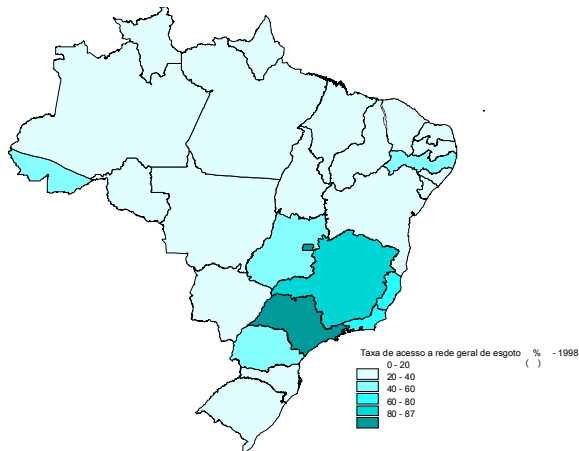 Taxa de acesso a rede geral de esgoto % - 1998
( )
0 - 20
20 - 40
40 - 60
60 - 80
80 - 87